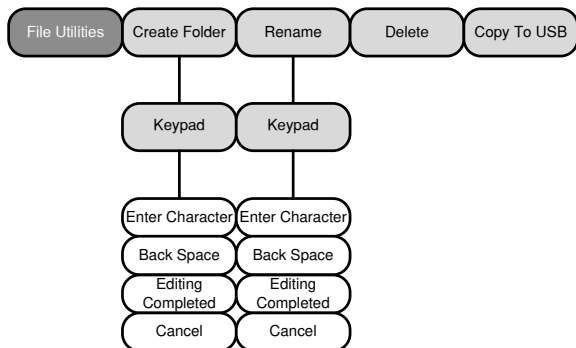 File Utilities
Create Folder
Rename
Delete
Copy To USB
Keypad
Keypad
Enter Character
Enter Character
Back Space
Back Space
Editing
Completed
Editing
Completed
Cancel
Cancel